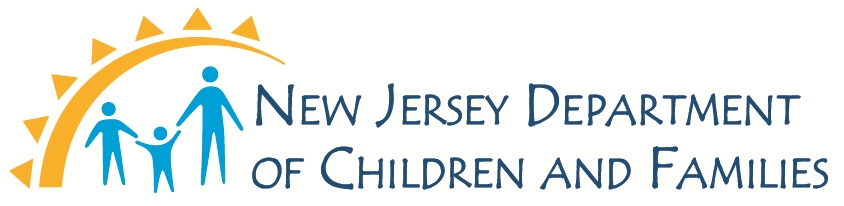 New Jersey Department
of Children and Families